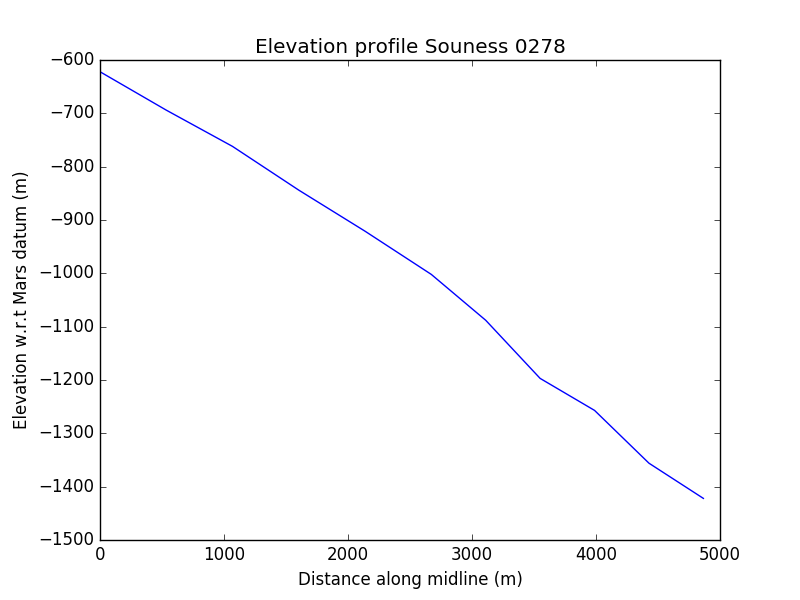 Elevation profile Souness 0278
−600
−700
−800
−900
−1000
−1100
−1200
−1300
−1400
−1500
Elevation w.r.t Mars datum (m)
0 1000 2000 3000 4000 5000
Distance along midline (m)